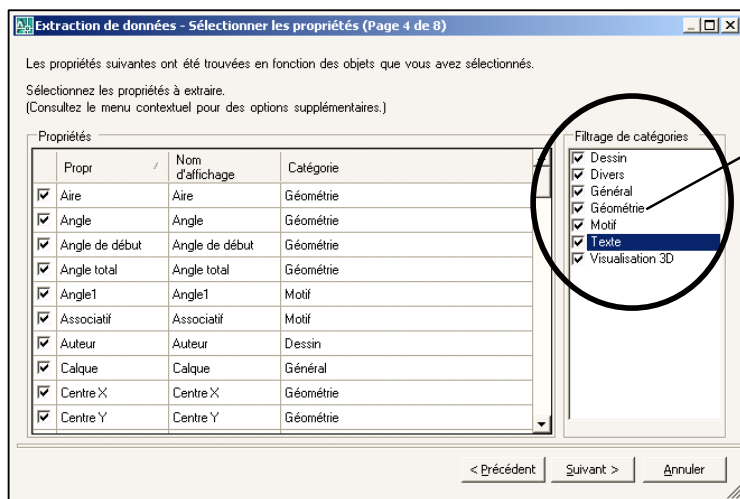 Extraction de données - Sélectionner les propriétés (Page 4 de 8)
Les propriétés suivantes ont été trouvées en fonction des objets que vous avez sélectionnés.
Sélectionnez les propriétés à extraire.
(Consultez le menu contextuel pour des options supplémentaires.)
Propriétés
Propr / Nom d'affichage Catégorie
Aire Aire Géométrie
Angle Angle Géométrie
Angle de début Angle de début Géométrie
Angle total Angle total Géométrie
Angle1 Angle1 Motif
Associatif Associatif Motif
Auteur Auteur Dessin
Calque Calque Général
Centre X Centre X Géométrie
Centre Y Centre Y Géométrie
Filtrage de catégories
Dessin
Divers
Général
Géométrie
Motif
Texte
Visualisation 3D
< Précédent Suivant > Annuler